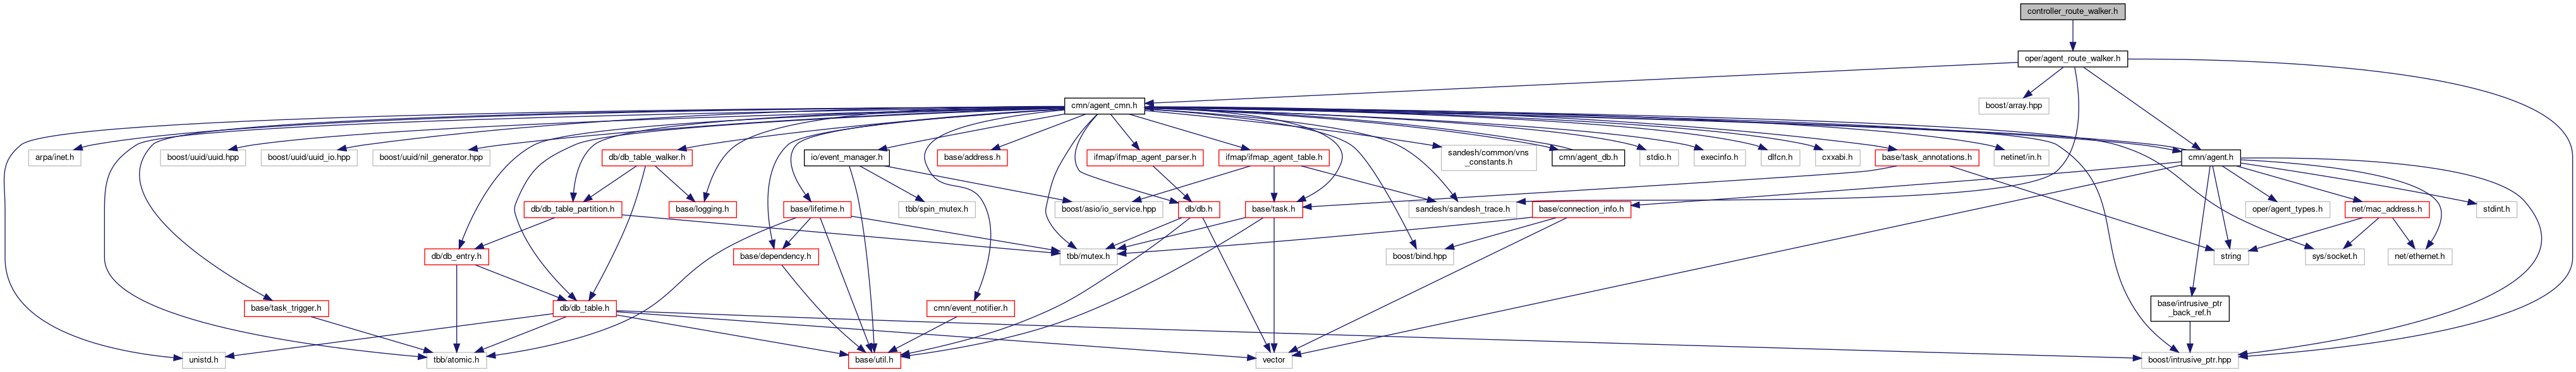 controller_route_walker.h
oper/agent_route_walker.h
cmn/agent_cmn.h
boost/array.hpp
arpa/inet.h
boost/uuid/uuid.hpp
boost/uuid/uuid_io.hpp
boost/uuid/nil_generator.hpp
db/db_table_walker.h
io/event_manager.h
base/address.h
ifmap/ifmap_agent_parser.h
ifmap/ifmap_agent_table.h
sandesh/common/vns
_constants.h
cmn/agent_db.h
stdio.h
execinfo.h
dlfcn.h
cxxabi.h
base/task_annotations.h
netinet/in.h
cmn/agent.h
db/db_table_partition.h
base/logging.h
base/lifetime.h
tbb/spin_mutex.h
boost/asio/io_service.hpp
db/db.h
base/task.h
sandesh/sandesh_trace.h
base/connection_info.h
oper/agent_types.h
net/mac_address.h
stdint.h
db/db_entry.h
base/dependency.h
tbb/mutex.h
boost/bind.hpp
string
sys/socket.h
net/ethernet.h
base/task_trigger.h
db/db_table.h
cmn/event_notifier.h
base/intrusive_ptr
_back_ref.h
unistd.h
tbb/atomic.h
base/util.h
vector
boost/intrusive_ptr.hpp